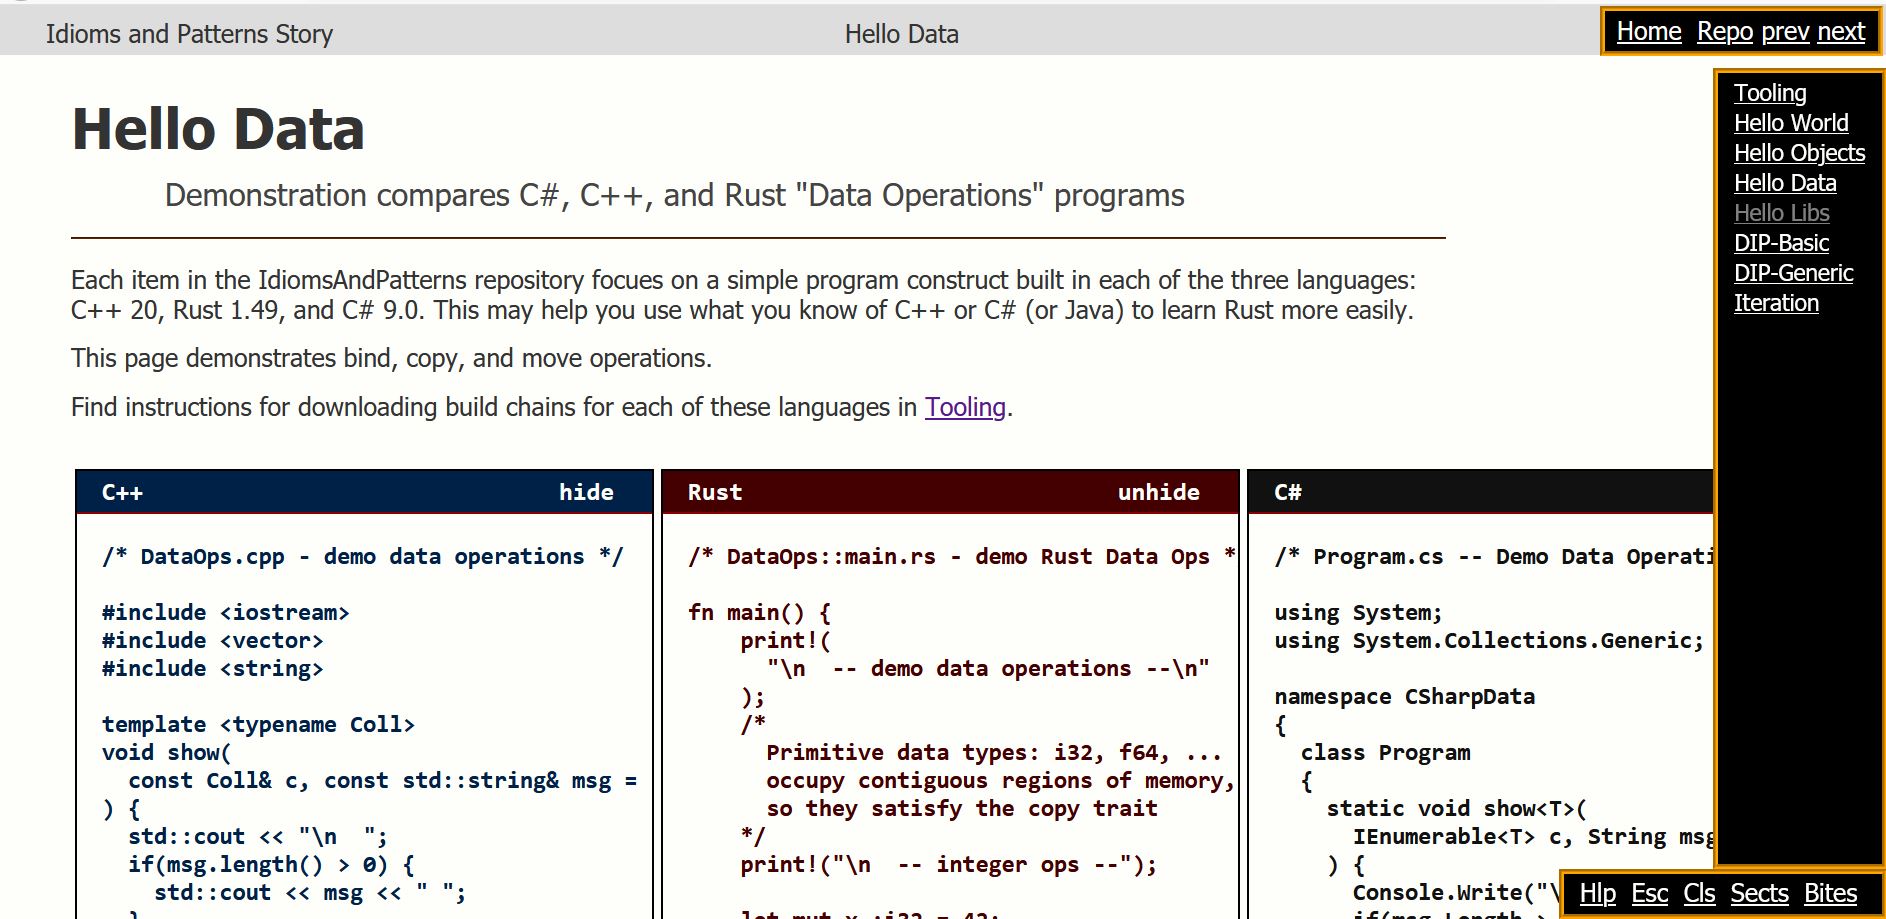 Idioms and Patterns Story
Hello Data
Home Repo prev next
Tooling
Hello World
Hello Objects
Hello Data
Hello Libs
DIP-Basic
DIP-Generic
Iteration
Hello Data
Demonstration compares C#, C++, and Rust "Data Operations" programs
Each item in the IdiomsAndPatterns repository focuses on a simple program construct built in each of the three languages:
C++ 20, Rust 1.49, and C# 9.0. This may help you use what you know of C++ or C# (or Java) to learn Rust more easily.
This page demonstrates bind, copy, and move operations.
Find instructions for downloading build chains for each of these languages in Tooling.
C++ hide
/* DataOps.cpp - demo data operations */
#include <iostream>
#include <vector>
#include <string>
template <typename Coll>
void show(
  const Coll& c, const std::string& msg =
) {
  std::cout << "\n  ";
  if(msg.length() > 0) {
    std::cout << msg << " ";
  }
Rust unhide
/* DataOps::main.rs - demo Rust Data Ops *
fn main() {
    print!(
      "\n  -- demo data operations --\n"
    );
    /*
      Primitive data types: i32, f64, ...
      occupy contiguous regions of memory,
      so they satisfy the copy trait
    */
    print!("\n  -- integer ops --");
    let mut x :i32 = 42;
C#
/* Program.cs -- Demo Data Operati
using System;
using System.Collections.Generic;
namespace CSharpData
{
  class Program
  {
    static void show<T>(
      IEnumerable<T> c, String msg
    ) {
      Console.Write("\
      if(msg.Length >
Hlp Esc Cls Sects Bites